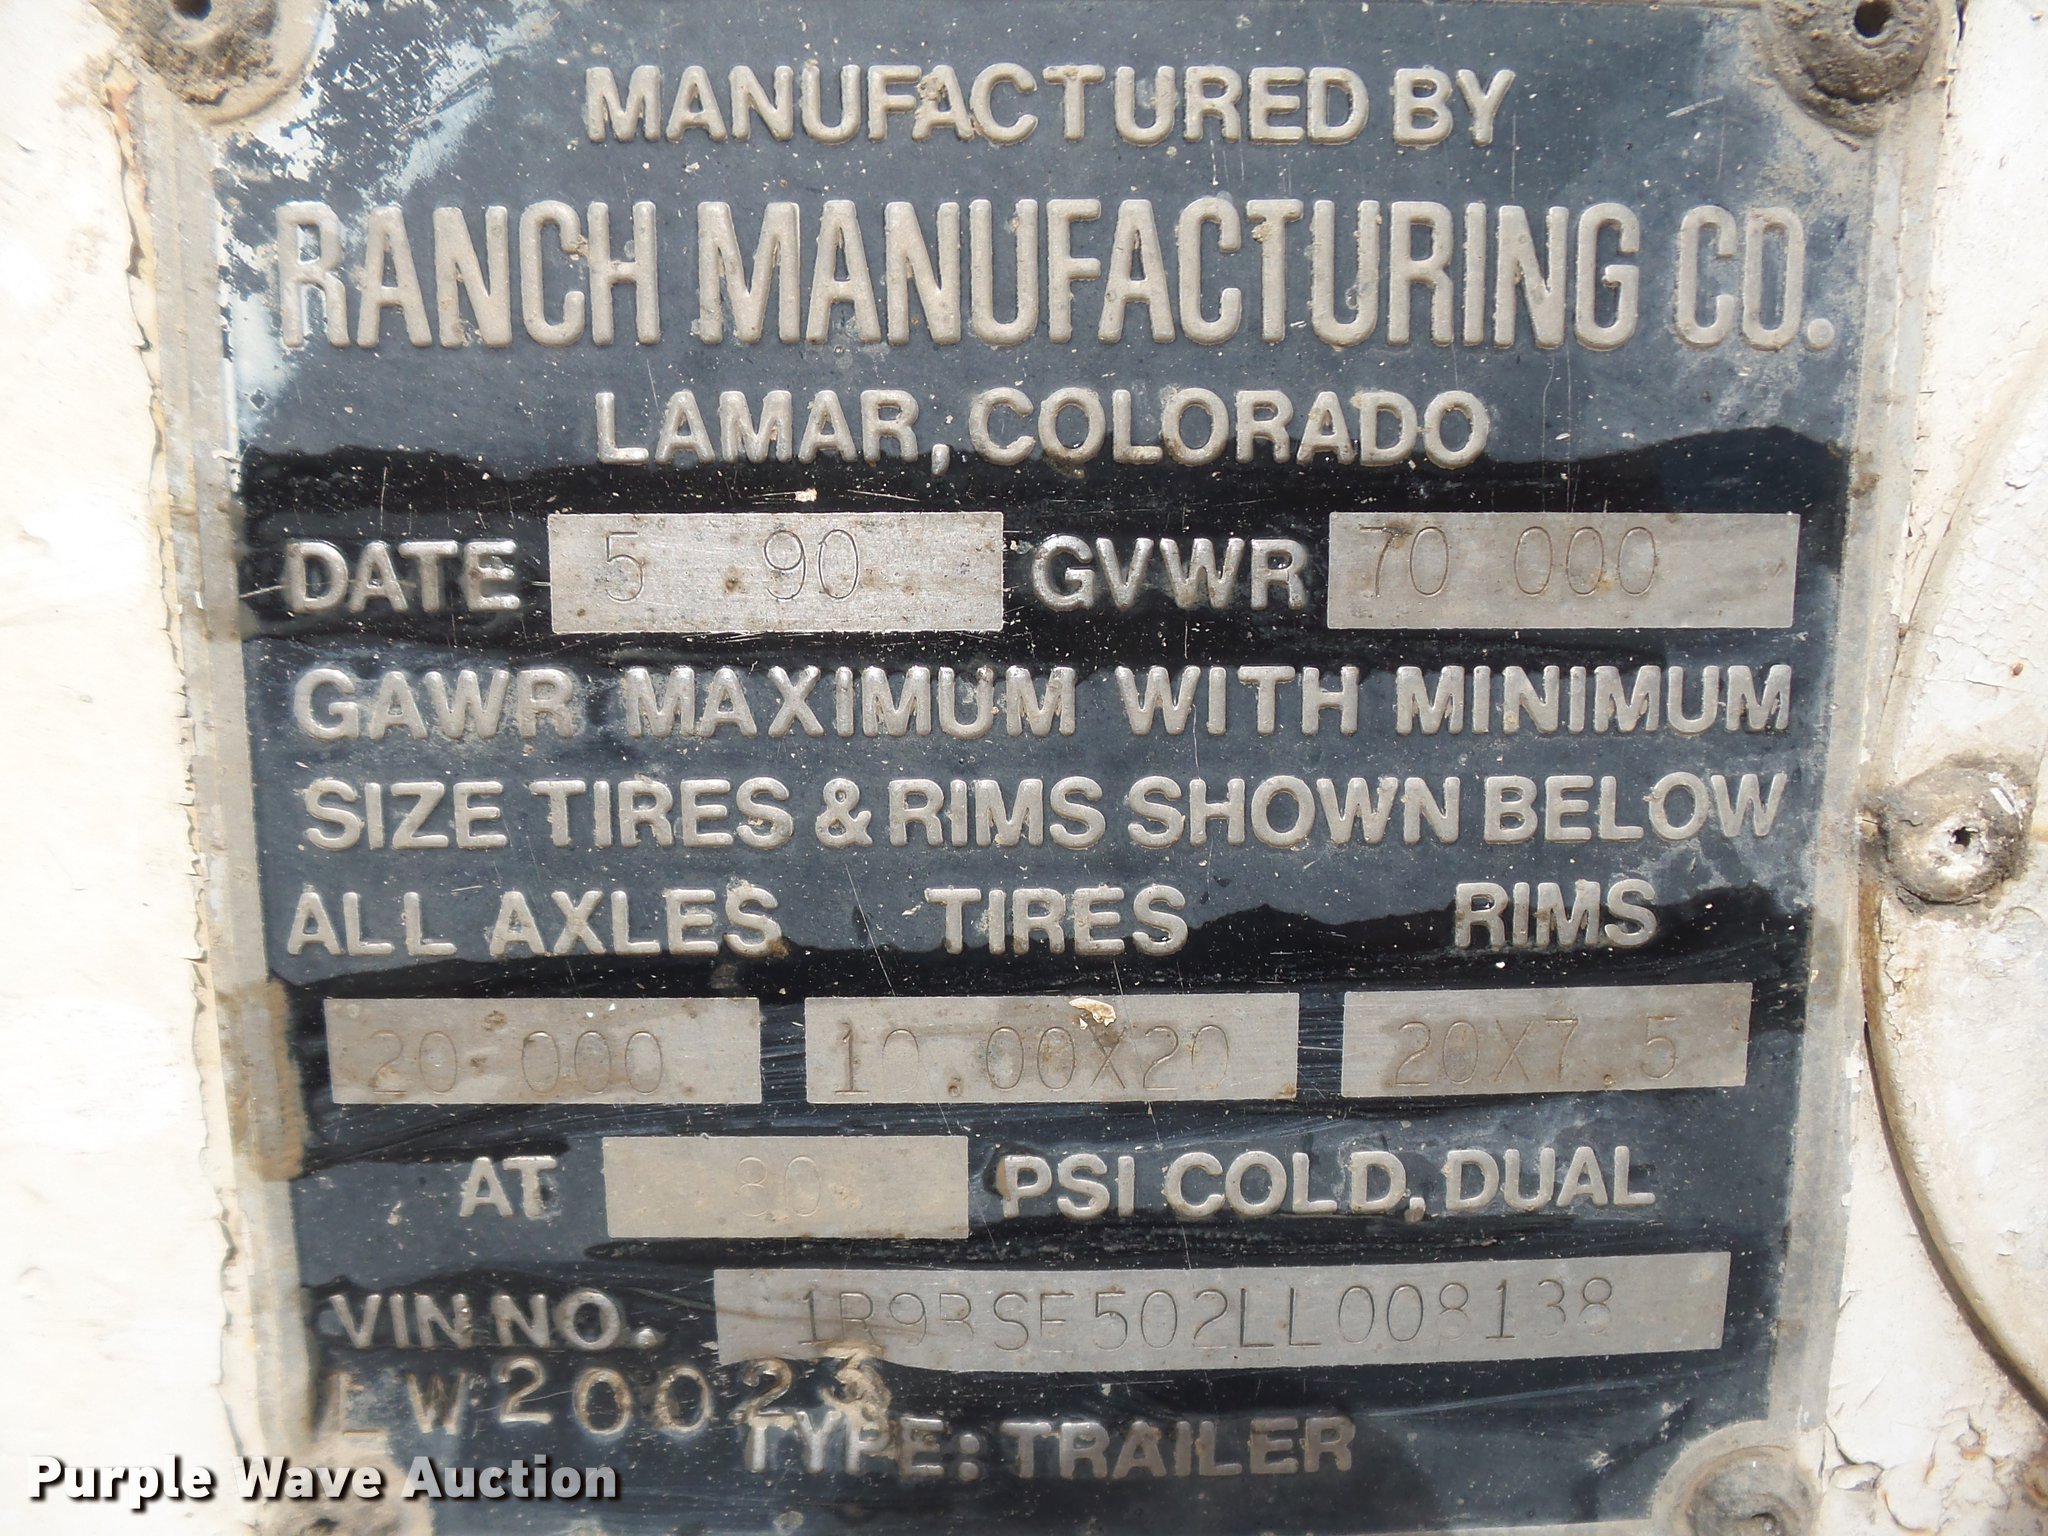 MANUFACTURED BY
RANCH MANUFACTURING CO.
LAMAR, COLORADO
DATE 5 90 GVWR 70 000
GAWR MAXIMUM WITH MINIMUM
SIZE TIRES & RIMS SHOWN BELOW
ALL AXLES TIRES RIMS
20 000 10 00X20 20X7 5
AT 80 PSI COLD, DUAL
VIN NO. 1R9BSE502LL008138
LW20023
TYPE: TRAILER
Purple Wave Auction